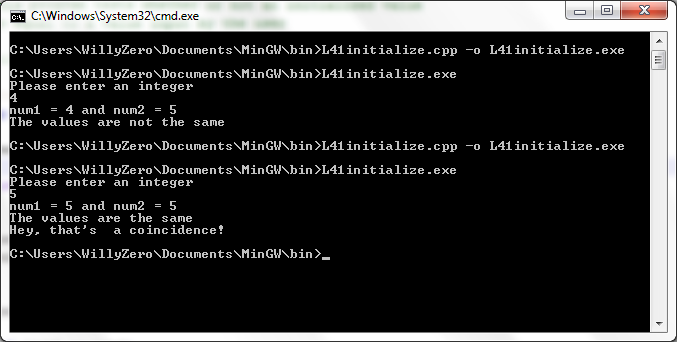 C:\Windows\System32\cmd.exe
C:\Users\WillyZero\Documents\MinGW\bin>L41initialize.cpp -o L41initialize.exe
C:\Users\WillyZero\Documents\MinGW\bin>L41initialize.exe
Please enter an integer
4
num1 = 4 and num2 = 5
The values are not the same
C:\Users\WillyZero\Documents\MinGW\bin>L41initialize.cpp -o L41initialize.exe
C:\Users\WillyZero\Documents\MinGW\bin>L41initialize.exe
Please enter an integer
5
num1 = 5 and num2 = 5
The values are the same
Hey, that's  a coincidence!
C:\Users\WillyZero\Documents\MinGW\bin>_